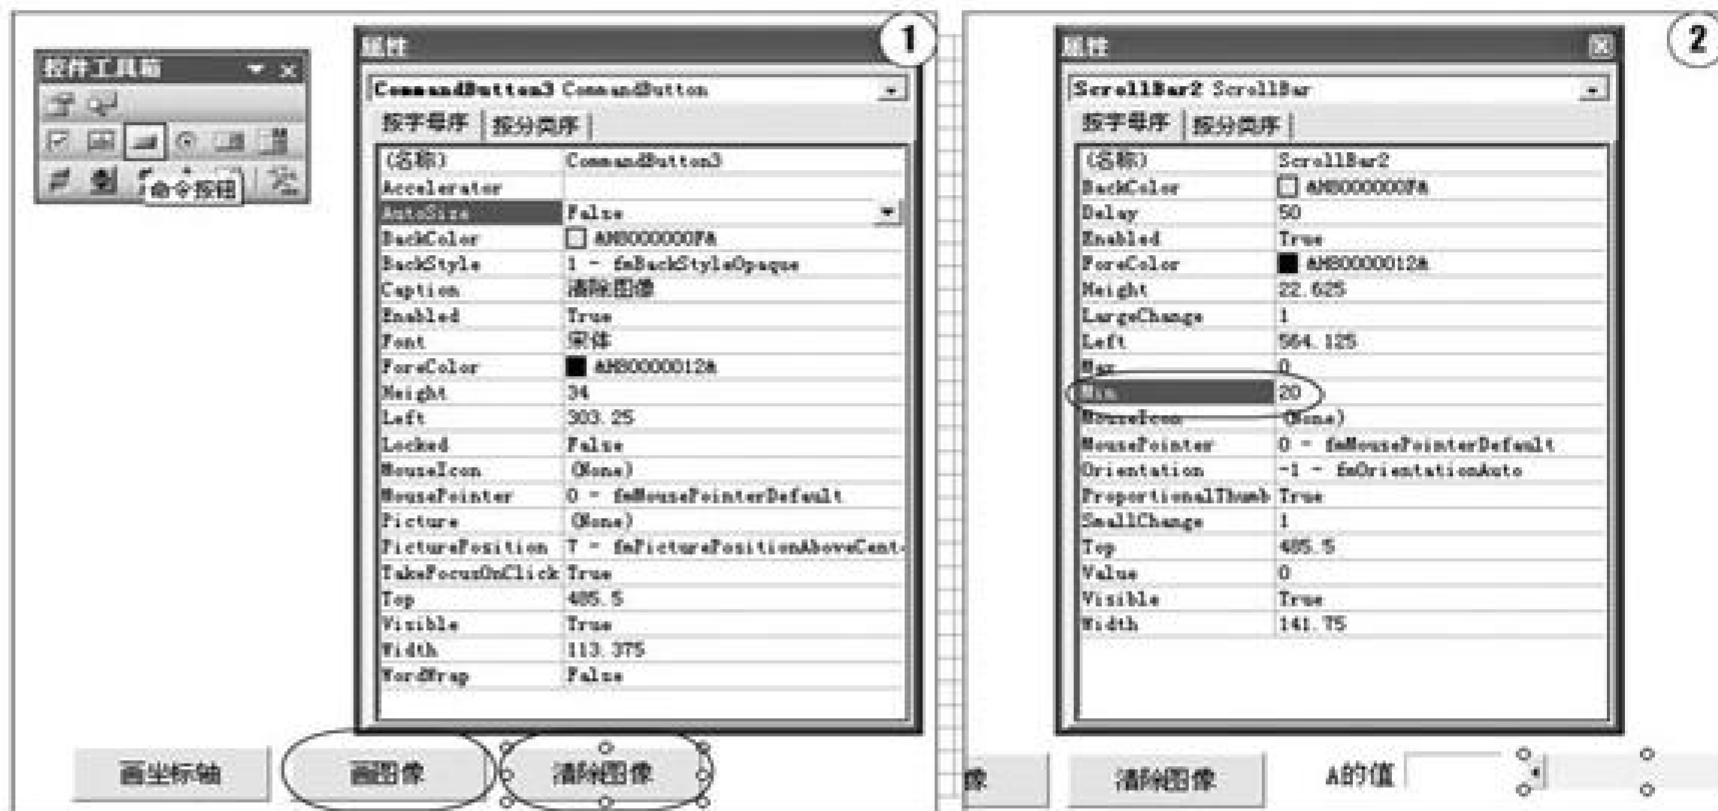 控件工具箱
命令按钮
属性
1
CommandButton3 CommandButton
按字母序 按分类序
(名称) CommandButton3
Accelerator
AutoSize False
BackColor &H8000000F&
BackStyle 1 - fmBackStyleOpaque
Caption 清除图像
Enabled True
Font 宋体
ForeColor &H80000012&
Height 34
Left 303.25
Locked False
MouseIcon (None)
MousePointer 0 - fmMousePointerDefault
Picture (None)
PicturePosition 7 - fmPicturePositionAboveCent
TakeFocusOnClick True
Top 485.5
Visible True
Width 113.375
WordWrap False
画坐标轴 画图像 清除图像
属性
2
ScrollBar2 ScrollBar
按字母序 按分类序
(名称) ScrollBar2
BackColor &H8000000F&
Delay 50
Enabled True
ForeColor &H80000012&
Height 22.625
LargeChange 1
Left 564.125
Max 0
Min 20
MouseIcon (None)
MousePointer 0 - fmMousePointerDefault
Orientation -1 - fmOrientationAuto
ProportionalThumb True
SmallChange 1
Top 485.5
Value 0
Visible True
Width 141.75
像 清除图像 A的值